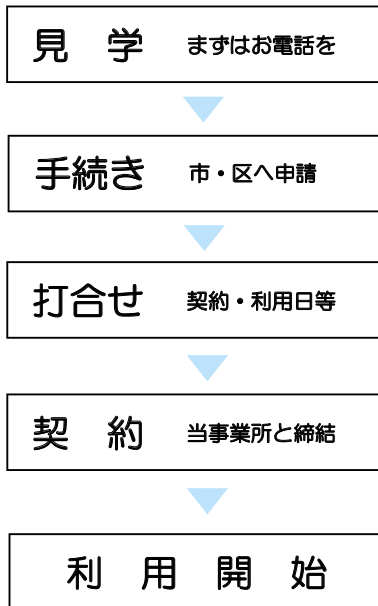 見　学　まずはお電話を
手続き　市・区へ申請
打合せ　契約・利用日等
契　約　当事業所と締結
利　用　開　始